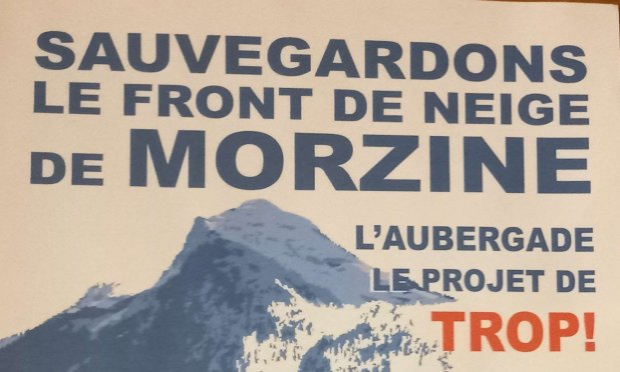 SAUVEGARDONS
LE FRONT DE NEIGE
DE MORZINE
L'AUBERGADE
LE PROJET DE
TROP!